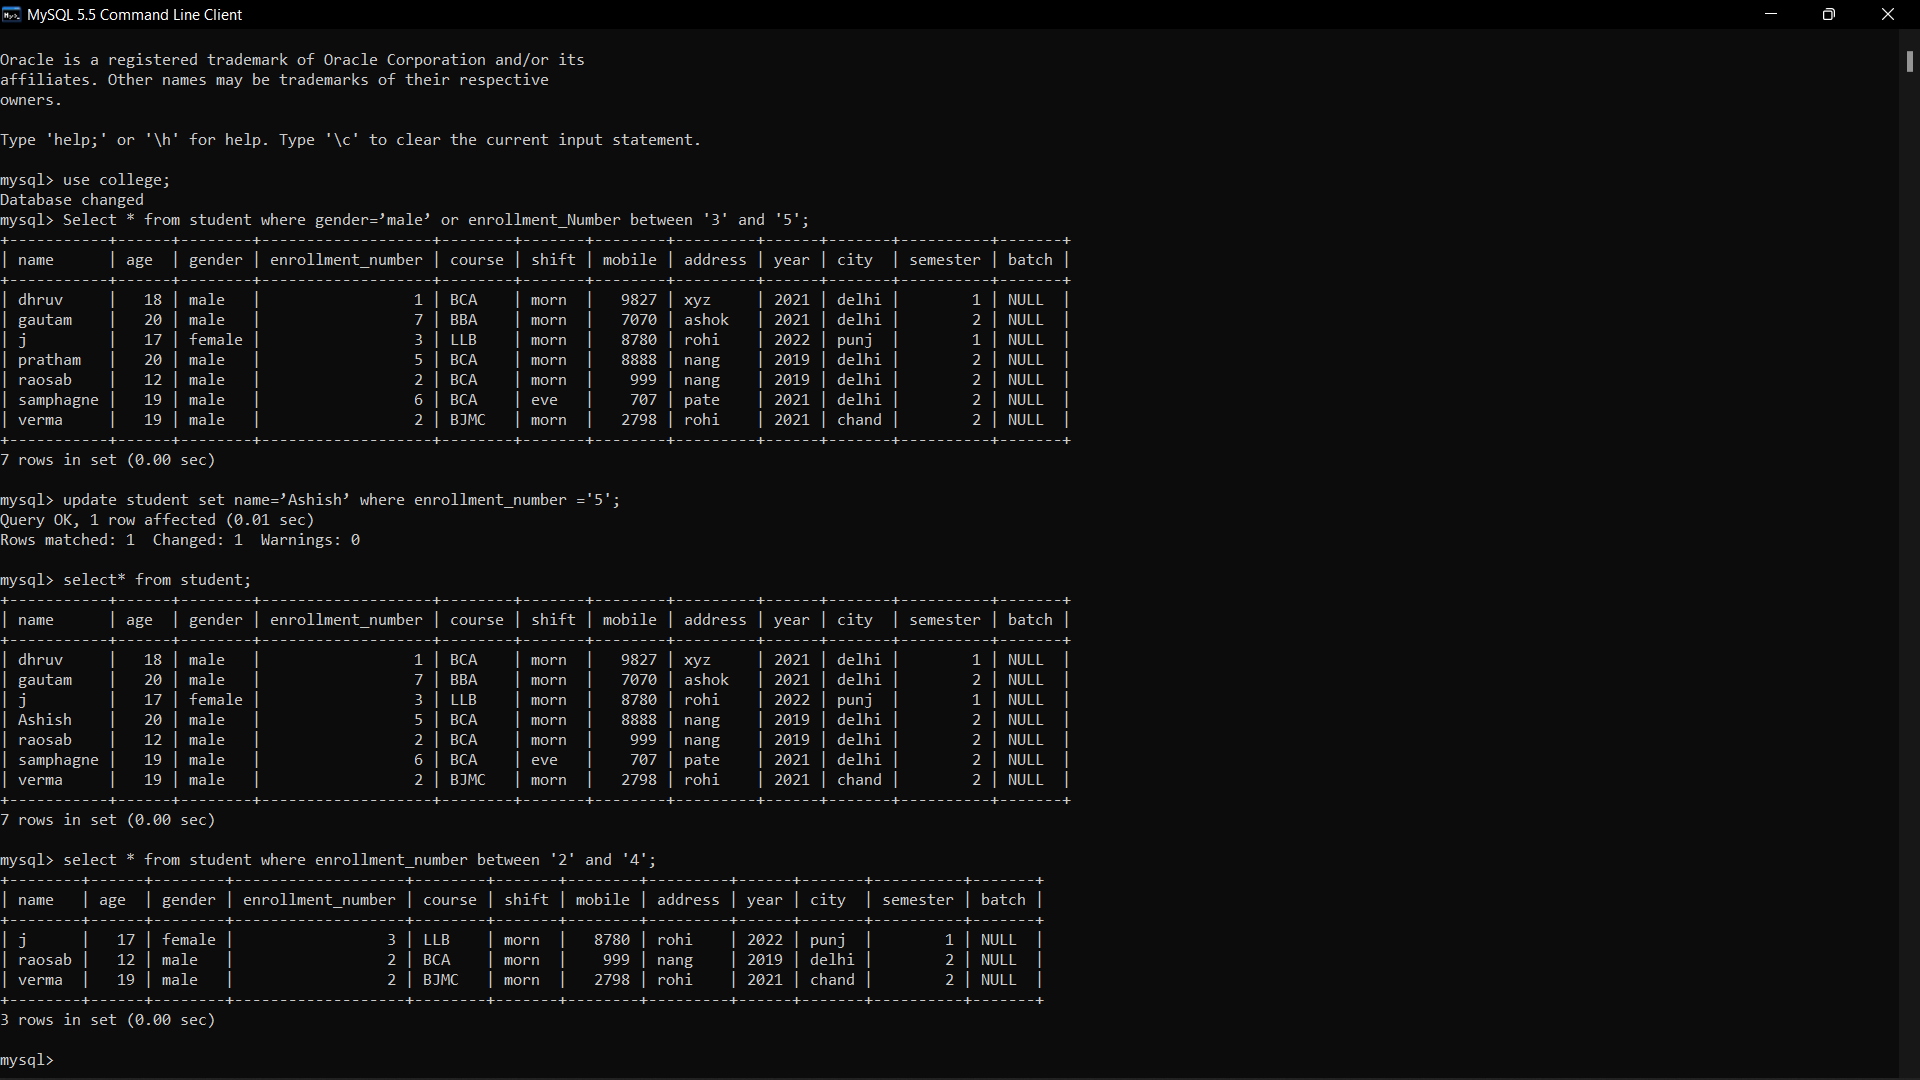 MySQL 5.5 Command Line Client
Oracle is a registered trademark of Oracle Corporation and/or its
affiliates. Other names may be trademarks of their respective
owners.
Type 'help;' or '\h' for help. Type '\c' to clear the current input statement.
mysql> use college;
Database changed
mysql> Select * from student where gender=’male’ or enrollment_Number between '3' and '5';
+-----------+------+--------+-------------------+--------+-------+--------+---------+------+-------+----------+-------+
| name      | age  | gender | enrollment_number | course | shift | mobile | address | year | city  | semester | batch |
+-----------+------+--------+-------------------+--------+-------+--------+---------+------+-------+----------+-------+
| dhruv     |   18 | male   |                 1 | BCA    | morn  |   9827 | xyz     | 2021 | delhi |        1 | NULL  |
| gautam    |   20 | male   |                 7 | BBA    | morn  |   7070 | ashok   | 2021 | delhi |        2 | NULL  |
| j         |   17 | female |                 3 | LLB    | morn  |   8780 | rohi    | 2022 | punj  |        1 | NULL  |
| pratham   |   20 | male   |                 5 | BCA    | morn  |   8888 | nang    | 2019 | delhi |        2 | NULL  |
| raosab    |   12 | male   |                 2 | BCA    | morn  |    999 | nang    | 2019 | delhi |        2 | NULL  |
| samphagne |   19 | male   |                 6 | BCA    | eve   |    707 | pate    | 2021 | delhi |        2 | NULL  |
| verma     |   19 | male   |                 2 | BJMC   | morn  |   2798 | rohi    | 2021 | chand |        2 | NULL  |
+-----------+------+--------+-------------------+--------+-------+--------+---------+------+-------+----------+-------+
7 rows in set (0.00 sec)
mysql> update student set name=’Ashish’ where enrollment_number ='5';
Query OK, 1 row affected (0.01 sec)
Rows matched: 1  Changed: 1  Warnings: 0
mysql> select* from student;
+-----------+------+--------+-------------------+--------+-------+--------+---------+------+-------+----------+-------+
| name      | age  | gender | enrollment_number | course | shift | mobile | address | year | city  | semester | batch |
+-----------+------+--------+-------------------+--------+-------+--------+---------+------+-------+----------+-------+
| dhruv     |   18 | male   |                 1 | BCA    | morn  |   9827 | xyz     | 2021 | delhi |        1 | NULL  |
| gautam    |   20 | male   |                 7 | BBA    | morn  |   7070 | ashok   | 2021 | delhi |        2 | NULL  |
| j         |   17 | female |                 3 | LLB    | morn  |   8780 | rohi    | 2022 | punj  |        1 | NULL  |
| Ashish    |   20 | male   |                 5 | BCA    | morn  |   8888 | nang    | 2019 | delhi |        2 | NULL  |
| raosab    |   12 | male   |                 2 | BCA    | morn  |    999 | nang    | 2019 | delhi |        2 | NULL  |
| samphagne |   19 | male   |                 6 | BCA    | eve   |    707 | pate    | 2021 | delhi |        2 | NULL  |
| verma     |   19 | male   |                 2 | BJMC   | morn  |   2798 | rohi    | 2021 | chand |        2 | NULL  |
+-----------+------+--------+-------------------+--------+-------+--------+---------+------+-------+----------+-------+
7 rows in set (0.00 sec)
mysql> select * from student where enrollment_number between '2' and '4';
+--------+------+--------+-------------------+--------+-------+--------+---------+------+-------+----------+-------+
| name   | age  | gender | enrollment_number | course | shift | mobile | address | year | city  | semester | batch |
+--------+------+--------+-------------------+--------+-------+--------+---------+------+-------+----------+-------+
| j      |   17 | female |                 3 | LLB    | morn  |   8780 | rohi    | 2022 | punj  |        1 | NULL  |
| raosab |   12 | male   |                 2 | BCA    | morn  |    999 | nang    | 2019 | delhi |        2 | NULL  |
| verma  |   19 | male   |                 2 | BJMC   | morn  |   2798 | rohi    | 2021 | chand |        2 | NULL  |
+--------+------+--------+-------------------+--------+-------+--------+---------+------+-------+----------+-------+
3 rows in set (0.00 sec)
mysql>